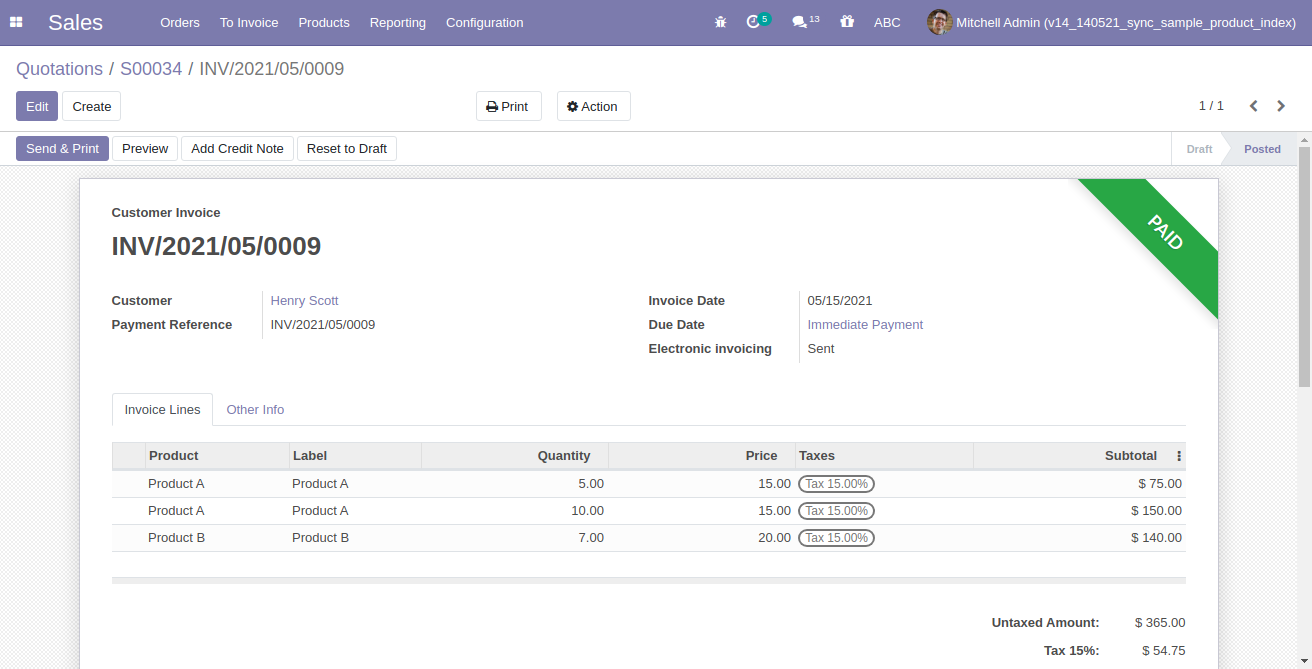 Sales Orders To Invoice Products Reporting Configuration 5 13 ABC Mitchell Admin (v14_140521_sync_sample_product_index)
Quotations / S00034 / INV/2021/05/0009
Edit Create Print Action 1 / 1
Send & Print Preview Add Credit Note Reset to Draft Draft Posted
PAID
Customer Invoice
INV/2021/05/0009
Customer Henry Scott Invoice Date 05/15/2021
Payment Reference INV/2021/05/0009 Due Date Immediate Payment
Electronic invoicing Sent
Invoice Lines Other Info
Product Label Quantity Price Taxes Subtotal
Product A Product A 5.00 15.00 Tax 15.00% $ 75.00
Product A Product A 10.00 15.00 Tax 15.00% $ 150.00
Product B Product B 7.00 20.00 Tax 15.00% $ 140.00
Untaxed Amount: $ 365.00
Tax 15%: $ 54.75